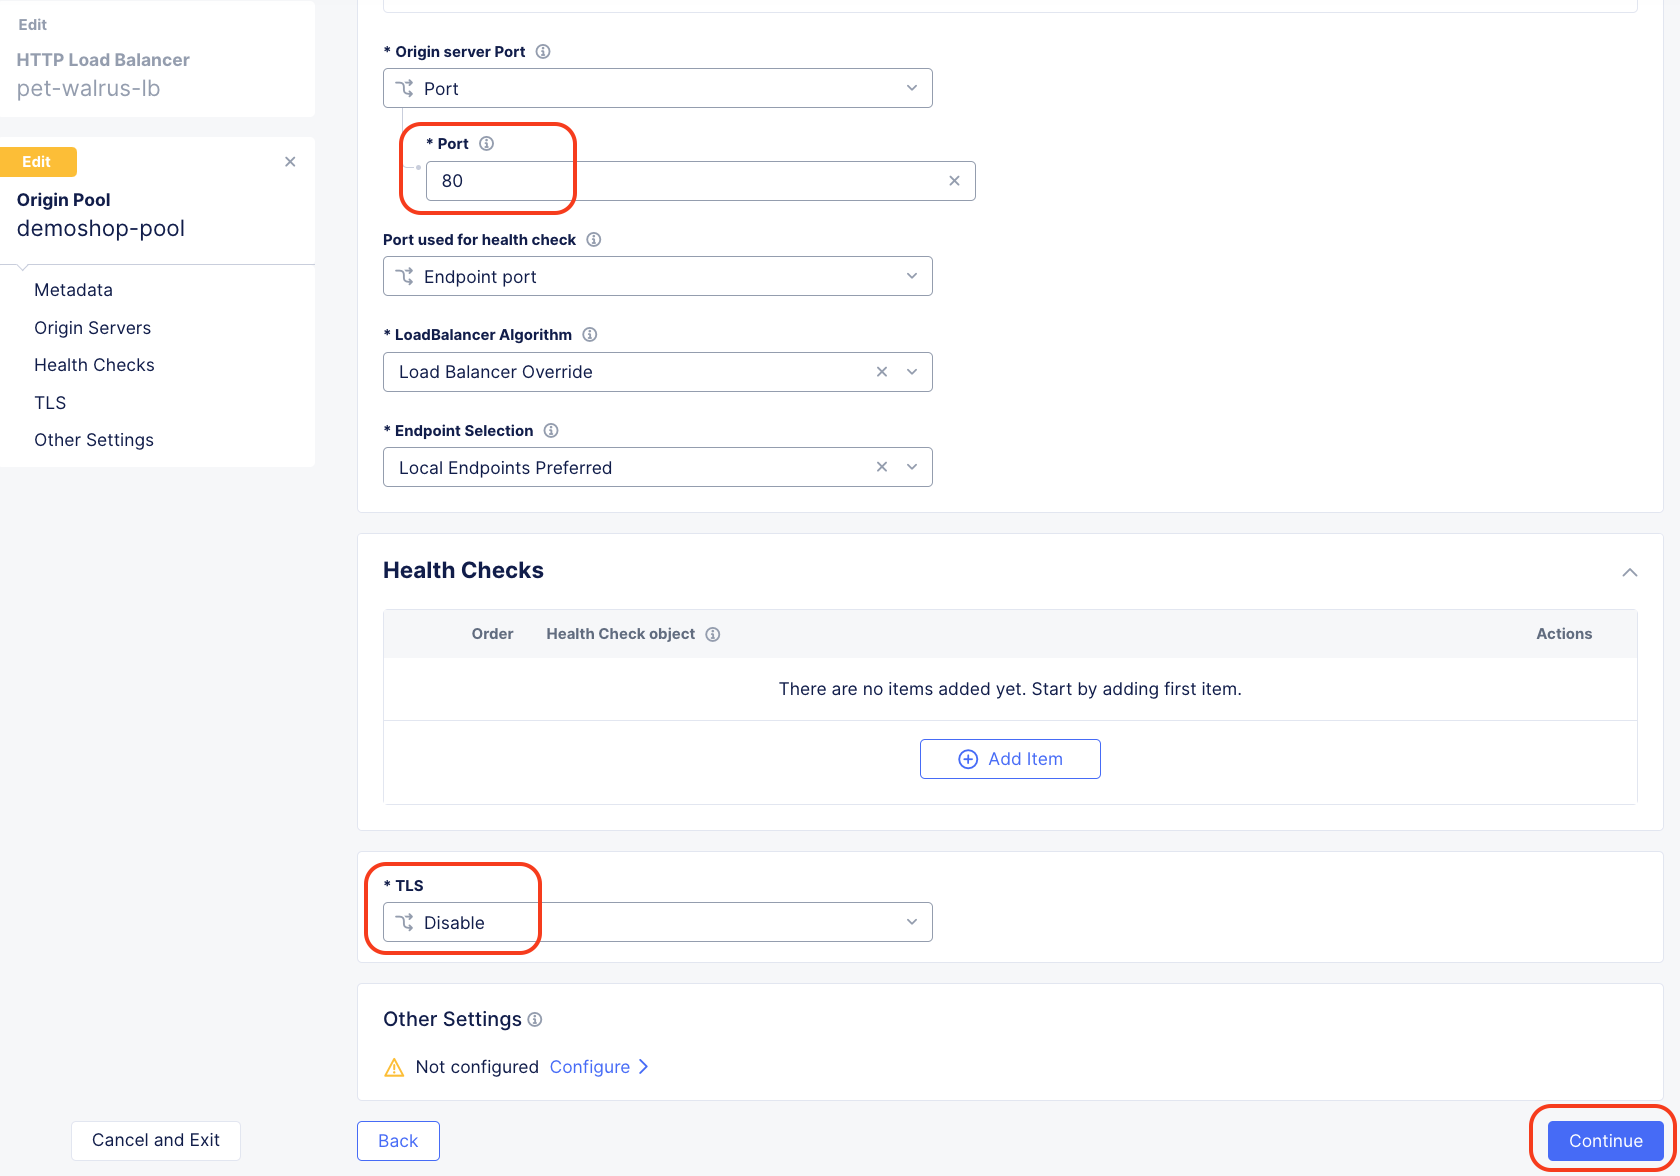 Edit
HTTP Load Balancer
pet-walrus-lb
Edit
Origin Pool
demoshop-pool
Metadata
Origin Servers
Health Checks
TLS
Other Settings
Cancel and Exit
* Origin server Port
Port
* Port
80
Port used for health check
Endpoint port
* LoadBalancer Algorithm
Load Balancer Override
* Endpoint Selection
Local Endpoints Preferred
Health Checks
Order Health Check object Actions
There are no items added yet. Start by adding first item.
Add Item
* TLS
Disable
Other Settings
Not configured Configure
Back
Continue